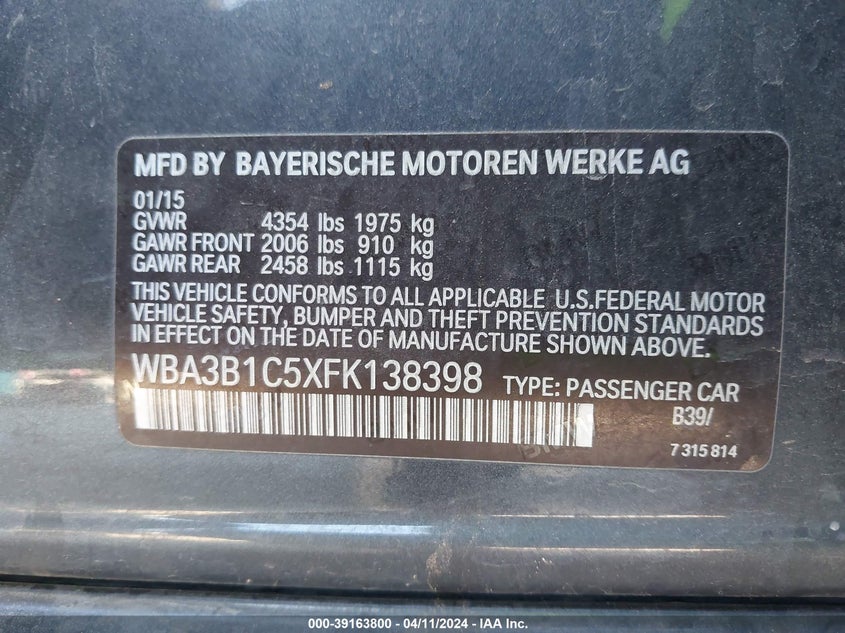 MFD BY BAYERISCHE MOTOREN WERKE AG
01/15
GVWR 4354 lbs 1975 kg
GAWR FRONT 2006 lbs 910 kg
GAWR REAR 2458 lbs 1115 kg
THIS VEHICLE CONFORMS TO ALL APPLICABLE U.S.FEDERAL MOTOR
VEHICLE SAFETY, BUMPER AND THEFT PREVENTION STANDARDS
IN EFFECT ON THE DATE OF MANUFACTURE SHOWN ABOVE.
WBA3B1C5XFK138398 TYPE: PASSENGER CAR
B39/
7 315 814
000-39163800 - 04/11/2024 - IAA Inc.